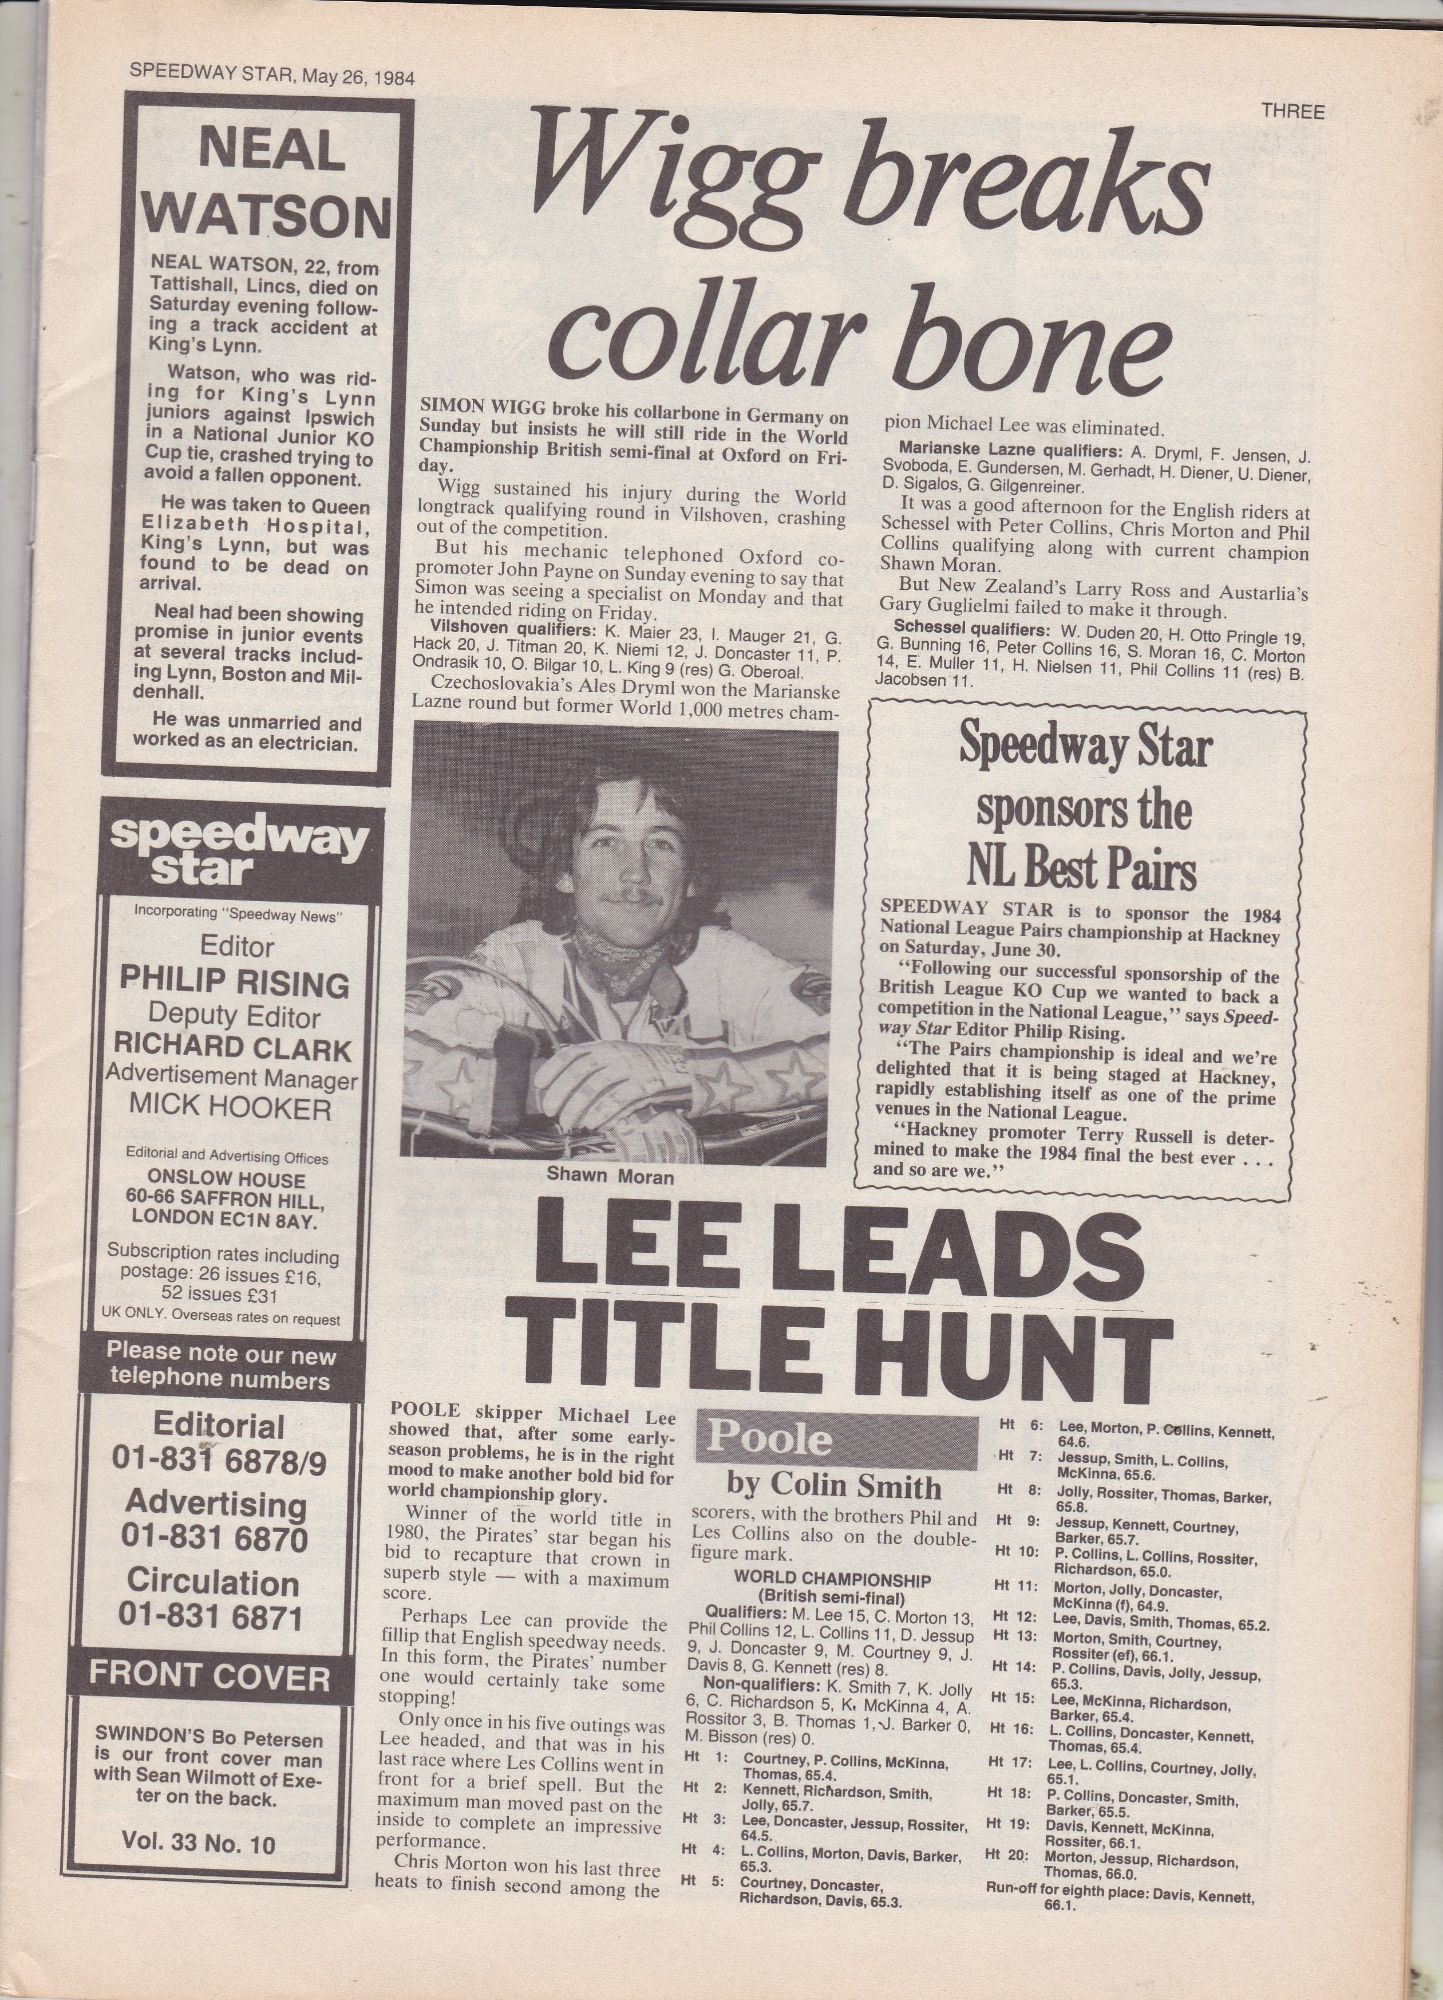 SPEEDWAY STAR, May 26, 1984
THREE
NEAL
WATSON
NEAL WATSON, 22, from
Tattishall, Lincs, died on
Saturday evening follow-
ing a track accident at
King's Lynn.
Watson, who was rid-
ing for King's Lynn
juniors against Ipswich
in a National Junior KO
Cup tie, crashed trying to
avoid a fallen opponent.
He was taken to Queen
Elizabeth Hospital,
King's Lynn, but was
found to be dead on
arrival.
Neal had been showing
promise in junior events
at several tracks includ-
ing Lynn, Boston and Mil-
denhall.
He was unmarried and
worked as an electrician.
speedway
star
Incorporating "Speedway News"
Editor
PHILIP RISING
Deputy Editor
RICHARD CLARK
Advertisement Manager
MICK HOOKER
Editorial and Advertising Offices
ONSLOW HOUSE
60-66 SAFFRON HILL,
LONDON EC1N 8AY.
Subscription rates including
postage: 26 issues £16,
52 issues £31
UK ONLY. Overseas rates on request
Please note our new
telephone numbers
Editorial
01-831 6878/9
Advertising
01-831 6870
Circulation
01-831 6871
FRONT COVER
SWINDON'S Bo Petersen
is our front cover man
with Sean Wilmott of Exe-
ter on the back.
Vol. 33 No. 10
Wigg breaks
collar bone
SIMON WIGG broke his collarbone in Germany on
Sunday but insists he will still ride in the World
Championship British semi-final at Oxford on Fri-
day.
Wigg sustained his injury during the World
longtrack qualifying round in Vilshoven, crashing
out of the competition.
But his mechanic telephoned Oxford co-
promoter John Payne on Sunday evening to say that
Simon was seeing a specialist on Monday and that
he intended riding on Friday.
Vilshoven qualifiers: K. Maier 23, I. Mauger 21, G.
Hack 20, J. Titman 20, K. Niemi 12, J. Doncaster 11, P.
Ondrasik 10, O. Bilgar 10, L. King 9 (res) G. Oberoal.
Czechoslovakia's Ales Dryml won the Marianske
Lazne round but former World 1,000 metres cham-
pion Michael Lee was eliminated.
Marianske Lazne qualifiers: A. Dryml, F. Jensen, J.
Svoboda, E. Gundersen, M. Gerhadt, H. Diener, U. Diener,
D. Sigalos, G. Gilgenreiner.
It was a good afternoon for the English riders at
Schessel with Peter Collins, Chris Morton and Phil
Collins qualifying along with current champion
Shawn Moran.
But New Zealand's Larry Ross and Austarlia's
Gary Guglielmi failed to make it through.
Schessel qualifiers: W. Duden 20, H. Otto Pringle 19,
G. Bunning 16, Peter Collins 16, S. Moran 16, C. Morton
14, E. Muller 11, H. Nielsen 11, Phil Collins 11 (res) B.
Jacobsen 11.
Shawn Moran
Speedway Star
sponsors the
NL Best Pairs
SPEEDWAY STAR is to sponsor the 1984
National League Pairs championship at Hackney
on Saturday, June 30.
"Following our successful sponsorship of the
British League KO Cup we wanted to back a
competition in the National League," says Speed-
way Star Editor Philip Rising.
"The Pairs championship is ideal and we're
delighted that it is being staged at Hackney,
rapidly establishing itself as one of the prime
venues in the National League.
"Hackney promoter Terry Russell is deter-
mined to make the 1984 final the best ever . . .
and so are we."
LEE LEADS
TITLE HUNT
POOLE skipper Michael Lee
showed that, after some early-
season problems, he is in the right
mood to make another bold bid for
world championship glory.
Winner of the world title in
1980, the Pirates' star began his
bid to recapture that crown in
superb style — with a maximum
score.
Perhaps Lee can provide the
fillip that English speedway needs.
In this form, the Pirates' number
one would certainly take some
stopping!
Only once in his five outings was
Lee headed, and that was in his
last race where Les Collins went in
front for a brief spell. But the
maximum man moved past on the
inside to complete an impressive
performance.
Chris Morton won his last three
heats to finish second among the
Poole
by Colin Smith
scorers, with the brothers Phil and
Les Collins also on the double-
figure mark.
WORLD CHAMPIONSHIP
(British semi-final)
Qualifiers: M. Lee 15, C. Morton 13,
Phil Collins 12, L. Collins 11, D. Jessup
9, J. Doncaster 9, M. Courtney 9, J.
Davis 8, G. Kennett (res) 8.
Non-qualifiers: K. Smith 7, K. Jolly
6, C. Richardson 5, K. McKinna 4, A.
Rossitor 3, B. Thomas 1, J. Barker 0,
M. Bisson (res) 0.
Ht 1: Courtney, P. Collins, McKinna,
Thomas, 65.4.
Ht 2: Kennett, Richardson, Smith,
Jolly, 65.7.
Ht 3: Lee, Doncaster, Jessup, Rossiter,
64.5.
Ht 4: L. Collins, Morton, Davis, Barker,
65.3.
Ht 5: Courtney, Doncaster,
Richardson, Davis, 65.3.
Ht 6: Lee, Morton, P. Collins, Kennett,
64.6.
Ht 7: Jessup, Smith, L. Collins,
McKinna, 65.6.
Ht 8: Jolly, Rossiter, Thomas, Barker,
65.8.
Ht 9: Jessup, Kennett, Courtney,
Barker, 65.7.
Ht 10: P. Collins, L. Collins, Rossiter,
Richardson, 65.0.
Ht 11: Morton, Jolly, Doncaster,
McKinna (f), 64.9.
Ht 12: Lee, Davis, Smith, Thomas, 65.2.
Ht 13: Morton, Smith, Courtney,
Rossiter (ef), 66.1.
Ht 14: P. Collins, Davis, Jolly, Jessup,
65.3.
Ht 15: Lee, McKinna, Richardson,
Barker, 65.4.
Ht 16: L. Collins, Doncaster, Kennett,
Thomas, 65.4.
Ht 17: Lee, L. Collins, Courtney, Jolly,
65.1.
Ht 18: P. Collins, Doncaster, Smith,
Barker, 65.5.
Ht 19: Davis, Kennett, McKinna,
Rossiter, 66.1.
Ht 20: Morton, Jessup, Richardson,
Thomas, 66.0.
Run-off for eighth place: Davis, Kennett,
66.1.